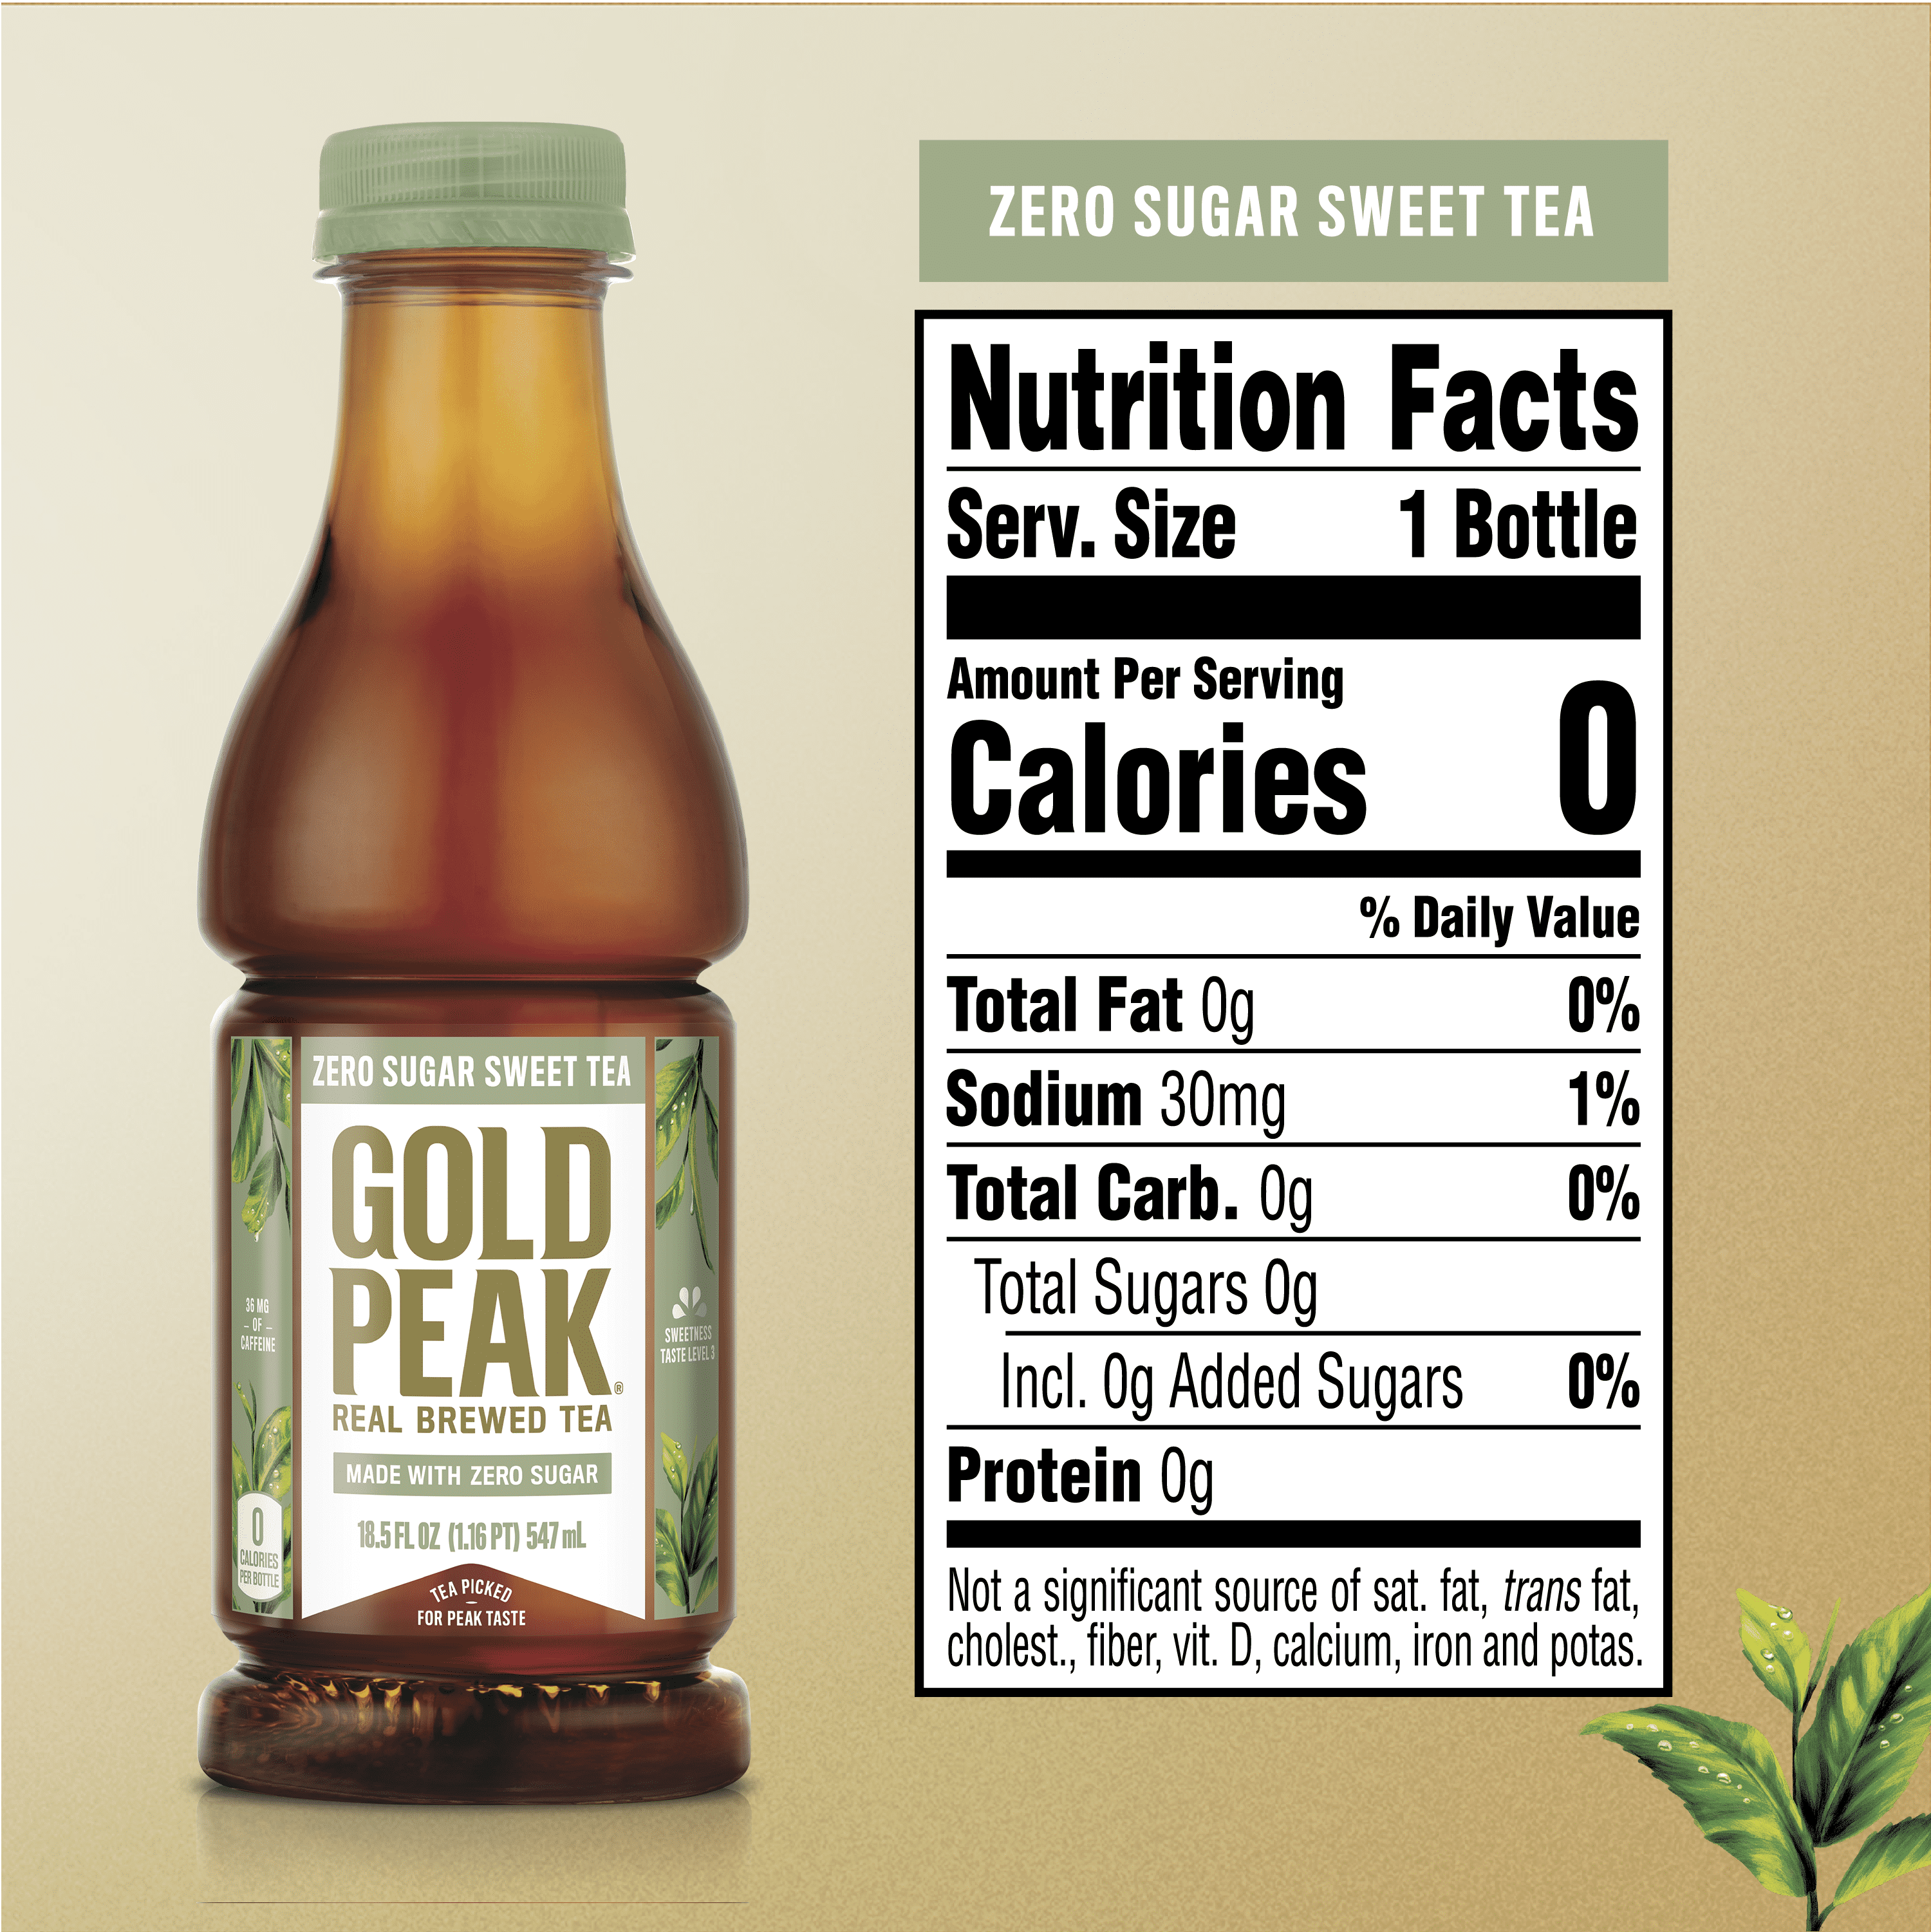 ZERO SUGAR SWEET TEA
GOLD
PEAK®
REAL BREWED TEA
MADE WITH ZERO SUGAR
18.5 FL OZ (1.16 PT) 547 mL
TEA PICKED
FOR PEAK TASTE
36 MG
– OF –
CAFFEINE
0
CALORIES
PER BOTTLE
SWEETNESS
TASTE LEVEL 3
ZERO SUGAR SWEET TEA
Nutrition Facts
Serv. Size 1 Bottle
Amount Per Serving
Calories 0
% Daily Value
Total Fat 0g 0%
Sodium 30mg 1%
Total Carb. 0g 0%
Total Sugars 0g
Incl. 0g Added Sugars 0%
Protein 0g
Not a significant source of sat. fat, trans fat,
cholest., fiber, vit. D, calcium, iron and potas.